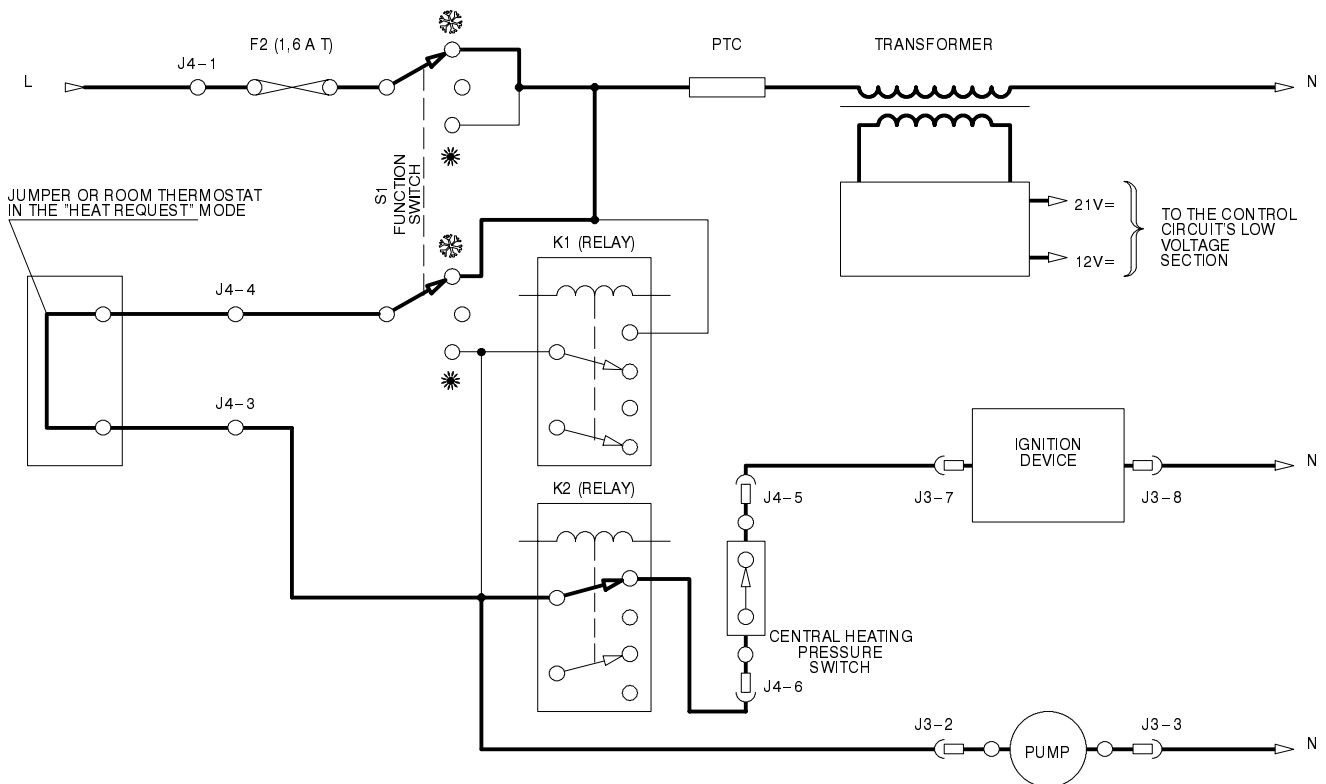 F2 (1,6 A T)
PTC
TRANSFORMER
J4-1
L
N
S1
FUNCTION
SWITCH
JUMPER OR ROOM THERMOSTAT
IN THE "HEAT REQUEST" MODE
21V=
12V=
TO THE CONTROL
CIRCUIT'S LOW
VOLTAGE
SECTION
K1 (RELAY)
J4-4
J4-3
IGNITION
DEVICE
N
K2 (RELAY)
J4-5
J3-7
J3-8
CENTRAL HEATING
PRESSURE
SWITCH
J4-6
J3-2
J3-3
PUMP
N